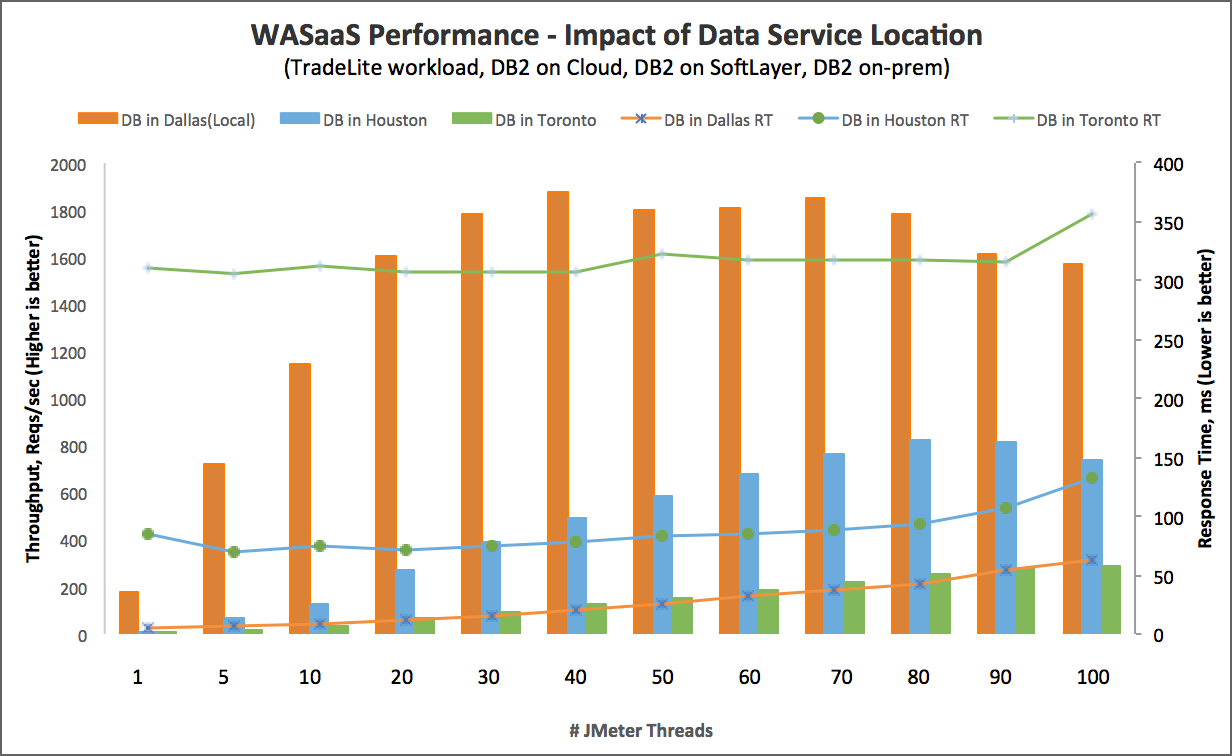 WASaaS Performance - Impact of Data Service Location
(TradeLite workload, DB2 on Cloud, DB2 on SoftLayer, DB2 on-prem)
DB in Dallas(Local)
DB in Houston
DB in Toronto
DB in Dallas RT
DB in Houston RT
DB in Toronto RT
Throughput, Reqs/sec (Higher is better)
2000
1800
1600
1400
1200
1000
800
600
400
200
0
400
350
300
250
200
150
100
50
0
Response Time, ms (Lower is better)
1 5 10 20 30 40 50 60 70 80 90 100
# JMeter Threads